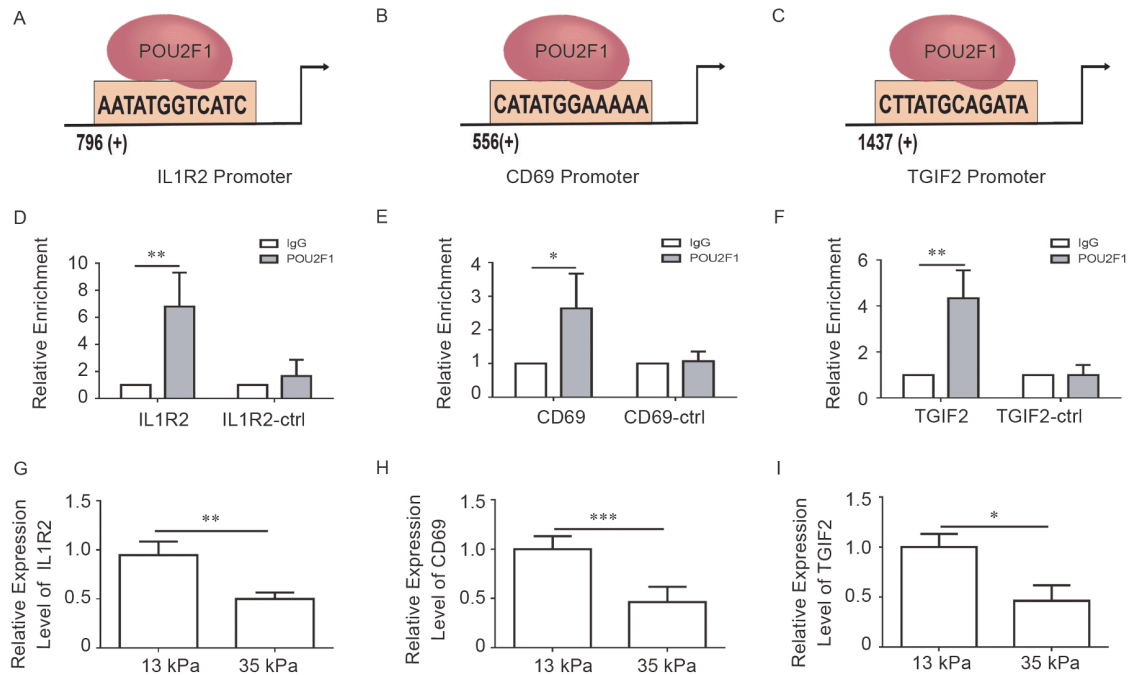 A
POU2F1
AATATGGTCATC
796 (+)
IL1R2 Promoter
B
POU2F1
CATATGGAAAAA
556(+)
CD69 Promoter
C
POU2F1
CTTATGCAGATA
1437 (+)
TGIF2 Promoter
D
IgG
POU2F1
**
Relative Enrichment
10
8
6
4
2
0
IL1R2
IL1R2-ctrl
E
IgG
POU2F1
*
Relative Enrichment
4
3
2
1
0
CD69
CD69-ctrl
F
IgG
POU2F1
**
Relative Enrichment
6
4
2
0
TGIF2
TGIF2-ctrl
G
**
Relative Expression
Level of IL1R2
1.5
1.0
0.5
0
13 kPa
35 kPa
H
***
Relative Expression
Level of CD69
1.5
1.0
0.5
0
13 kPa
35 kPa
I
*
Relative Expression
Level of TGIF2
1.5
1.0
0.5
0
13 kPa
35 kPa